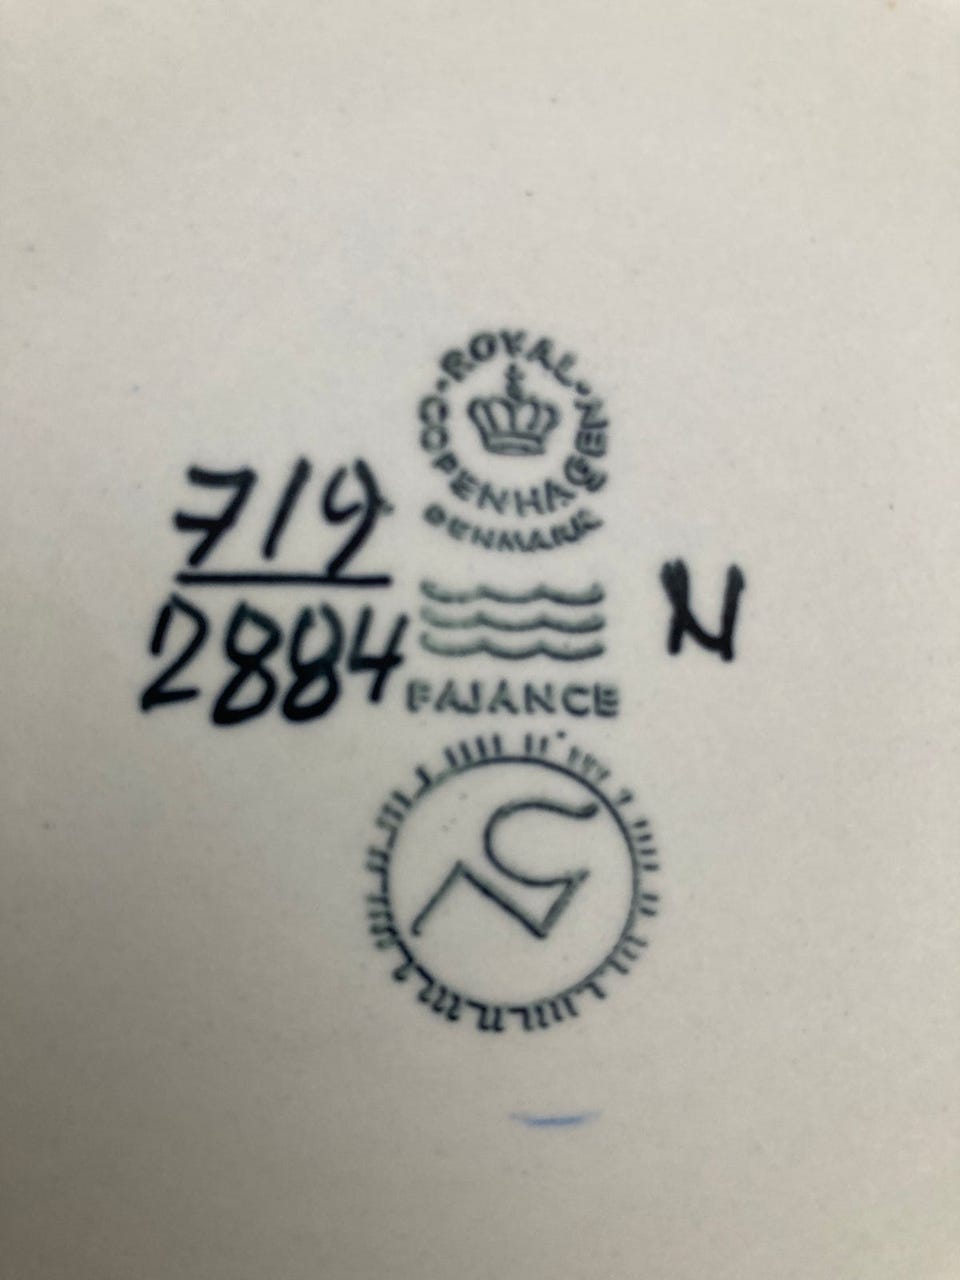 ROYAL
COPENHAGEN
DENMARK
719
2884
N
FAJANCE